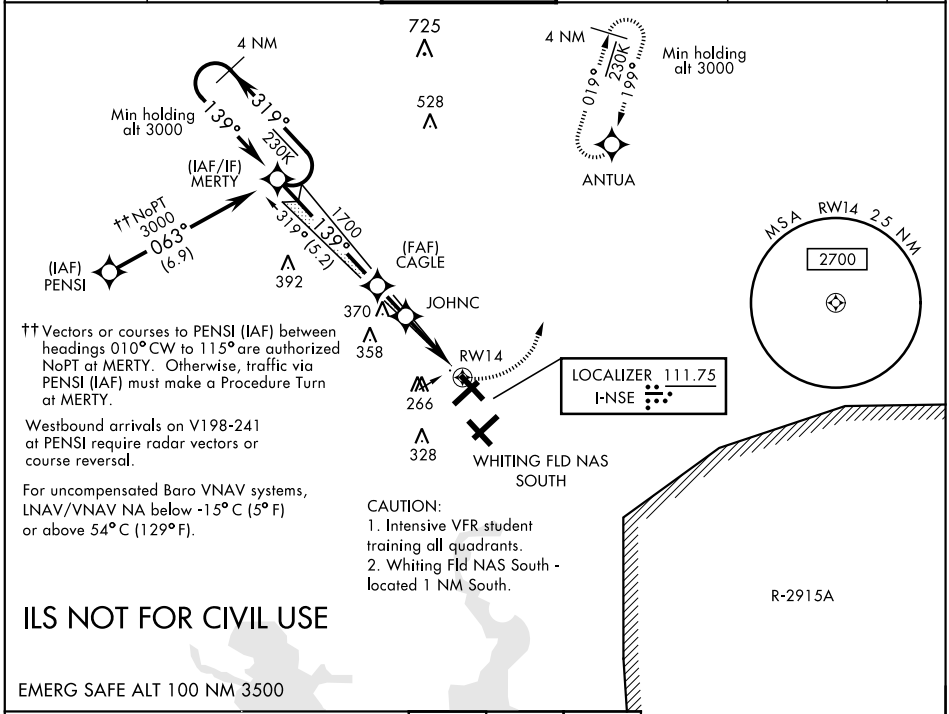 725
4 NM
528
Min holding
alt 3000
139°
319°
230K
(IAF/IF)
MERTY
4 NM
Min holding
alt 3000
019°
230K
199°
ANTUA
†† NoPT
3000
063°
(6.9)
(IAF)
PENSI
1700
139°
319° (5.2)
(FAF)
CAGLE
392
370
JOHNC
358
RW14
266
328
MSA RW14 25 NM
2700
LOCALIZER 111.75
I-NSE
WHITING FLD NAS
SOUTH
†† Vectors or courses to PENSI (IAF) between
headings 010° CW to 115° are authorized
NoPT at MERTY. Otherwise, traffic via
PENSI (IAF) must make a Procedure Turn
at MERTY.
Westbound arrivals on V198-241
at PENSI require radar vectors or
course reversal.
For uncompensated Baro VNAV systems,
LNAV/VNAV NA below -15° C (5° F)
or above 54° C (129° F).
CAUTION:
1. Intensive VFR student
training all quadrants.
2. Whiting Fld NAS South -
located 1 NM South.
R-2915A
ILS NOT FOR CIVIL USE
EMERG SAFE ALT 100 NM 3500